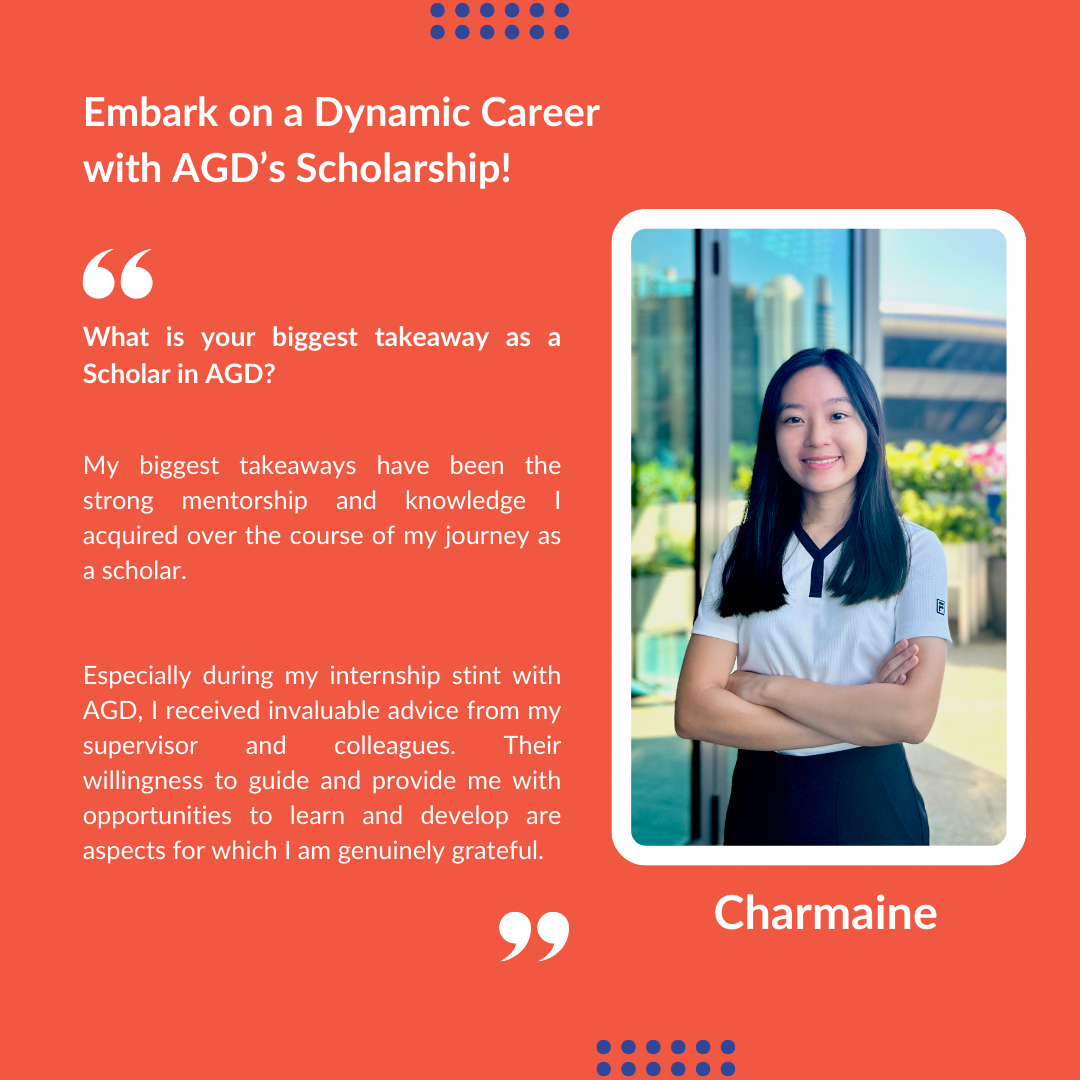 Embark on a Dynamic Career
with AGD’s Scholarship!
“
What is your biggest takeaway as a
Scholar in AGD?
My biggest takeaways have been the
strong mentorship and knowledge I
acquired over the course of my journey as
a scholar.
Especially during my internship stint with
AGD, I received invaluable advice from my
supervisor and colleagues. Their
willingness to guide and provide me with
opportunities to learn and develop are
aspects for which I am genuinely grateful.
”
Charmaine